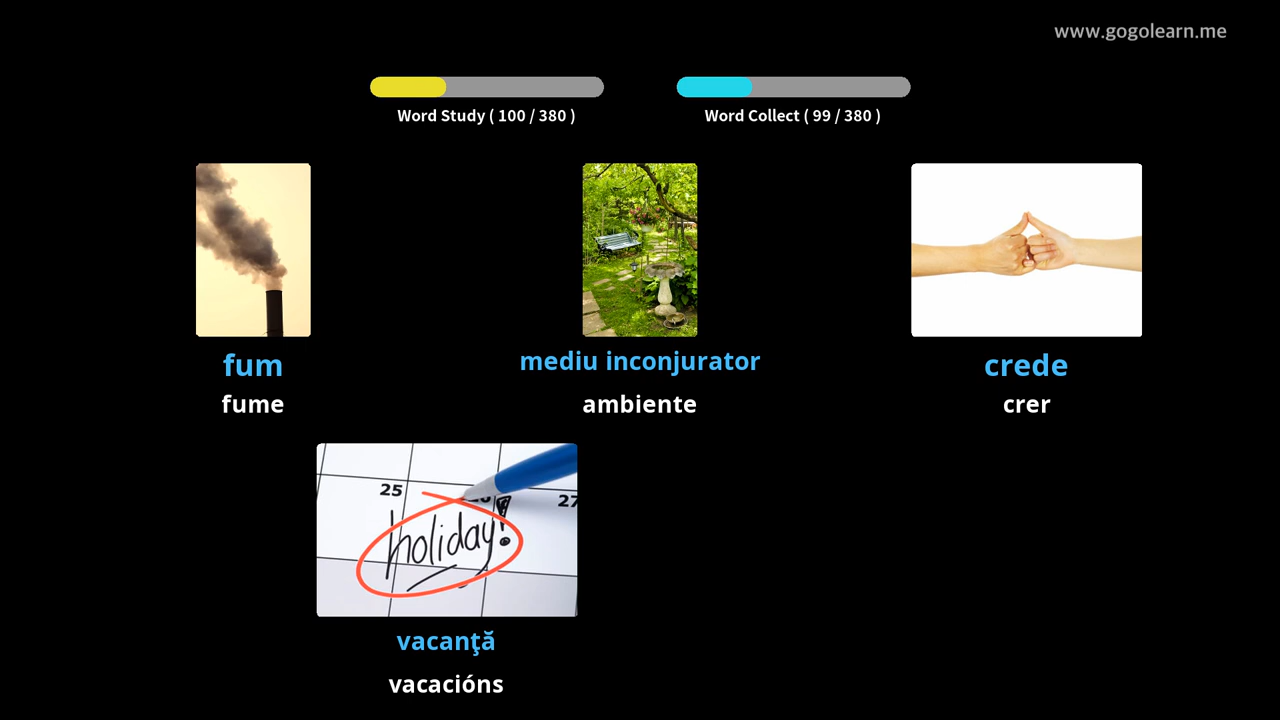 www.gogolearn.me
Word Study ( 100 / 380 )
Word Collect ( 99 / 380 )
fum
mediu inconjurator
crede
fume
ambiente
crer
25
27
holiday!
vacanţă
vacacións